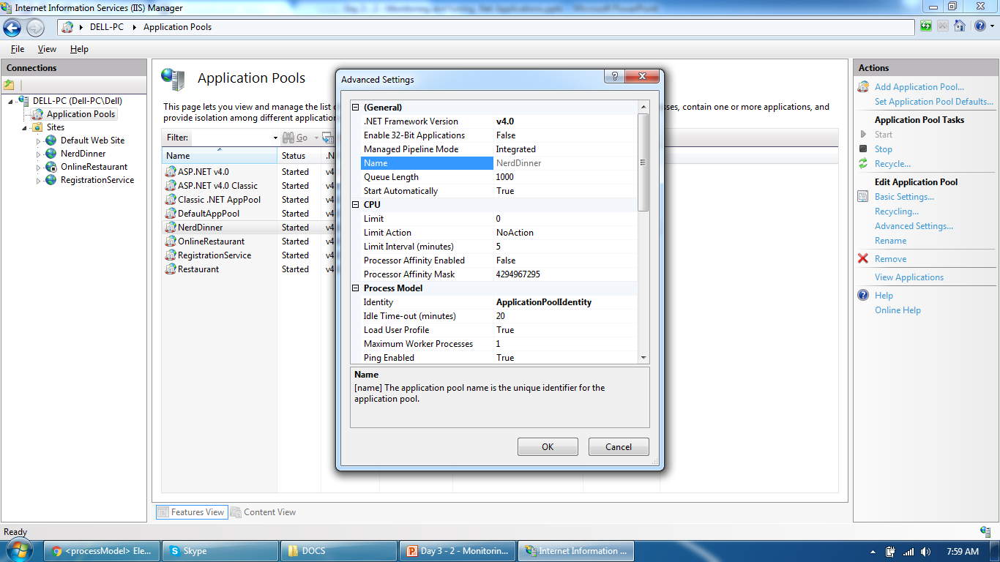 Internet Information Services (IIS) Manager
DELL-PC
Application Pools
File View Help
Connections
DELL-PC (Dell-PC\Dell)
Application Pools
Sites
Default Web Site
NerdDinner
OnlineRestaurant
RegistrationService
Application Pools
This page lets you view and manage the list
provide isolation among different
Filter: Go
Name Status
ASP.NET v4.0 Started v4
ASP.NET v4.0 Classic Started v4
Classic .NET AppPool Started v4
DefaultAppPool Started v4
NerdDinner Started v4
OnlineRestaurant Started v4
RegistrationService Started v4
Restaurant Started v4
contain one or more applications, and
Advanced Settings
(General)
.NET Framework Version v4.0
Enable 32-Bit Applications False
Managed Pipeline Mode Integrated
Name NerdDinner
Queue Length 1000
Start Automatically True
CPU
Limit 0
Limit Action NoAction
Limit Interval (minutes) 5
Processor Affinity Enabled False
Processor Affinity Mask 4294967295
Process Model
Identity ApplicationPoolIdentity
Idle Time-out (minutes) 20
Load User Profile True
Maximum Worker Processes 1
Ping Enabled True
Name
[name] The application pool name is the unique identifier for the
application pool.
OK Cancel
Actions
Add Application Pool...
Set Application Pool Defaults...
Application Pool Tasks
Start
Stop
Recycle...
Edit Application Pool
Basic Settings...
Recycling...
Advanced Settings...
Rename
Remove
View Applications
Help
Online Help
Features View Content View
Ready
<processModel> Ele...
Skype
DOCS
Day 3 - 2 - Monitorin...
Internet Information ...
7:59 AM